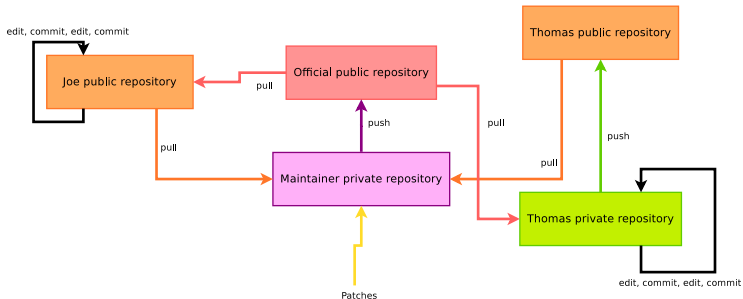 edit, commit, edit, commit
Thomas public repository
Joe public repository
Official public repository
pull
push
pull
push
pull
pull
Maintainer private repository
Thomas private repository
edit, commit, edit, commit
Patches